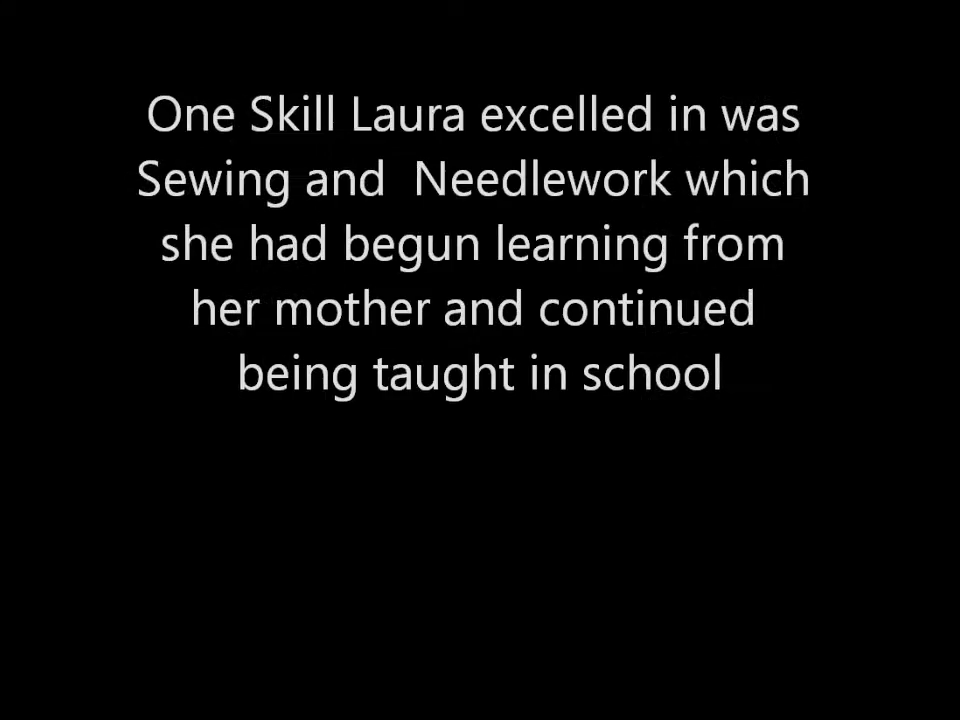 One Skill Laura excelled in was
Sewing and  Needlework which
she had begun learning from
her mother and continued
being taught in school